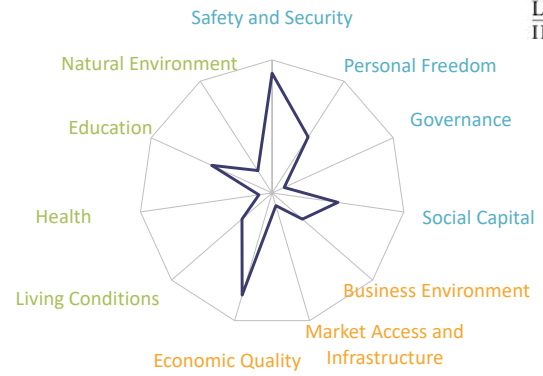 Safety and Security
Natural Environment
Personal Freedom
Education
Governance
Health
Social Capital
Living Conditions
Business Environment
Market Access and
Infrastructure
Economic Quality